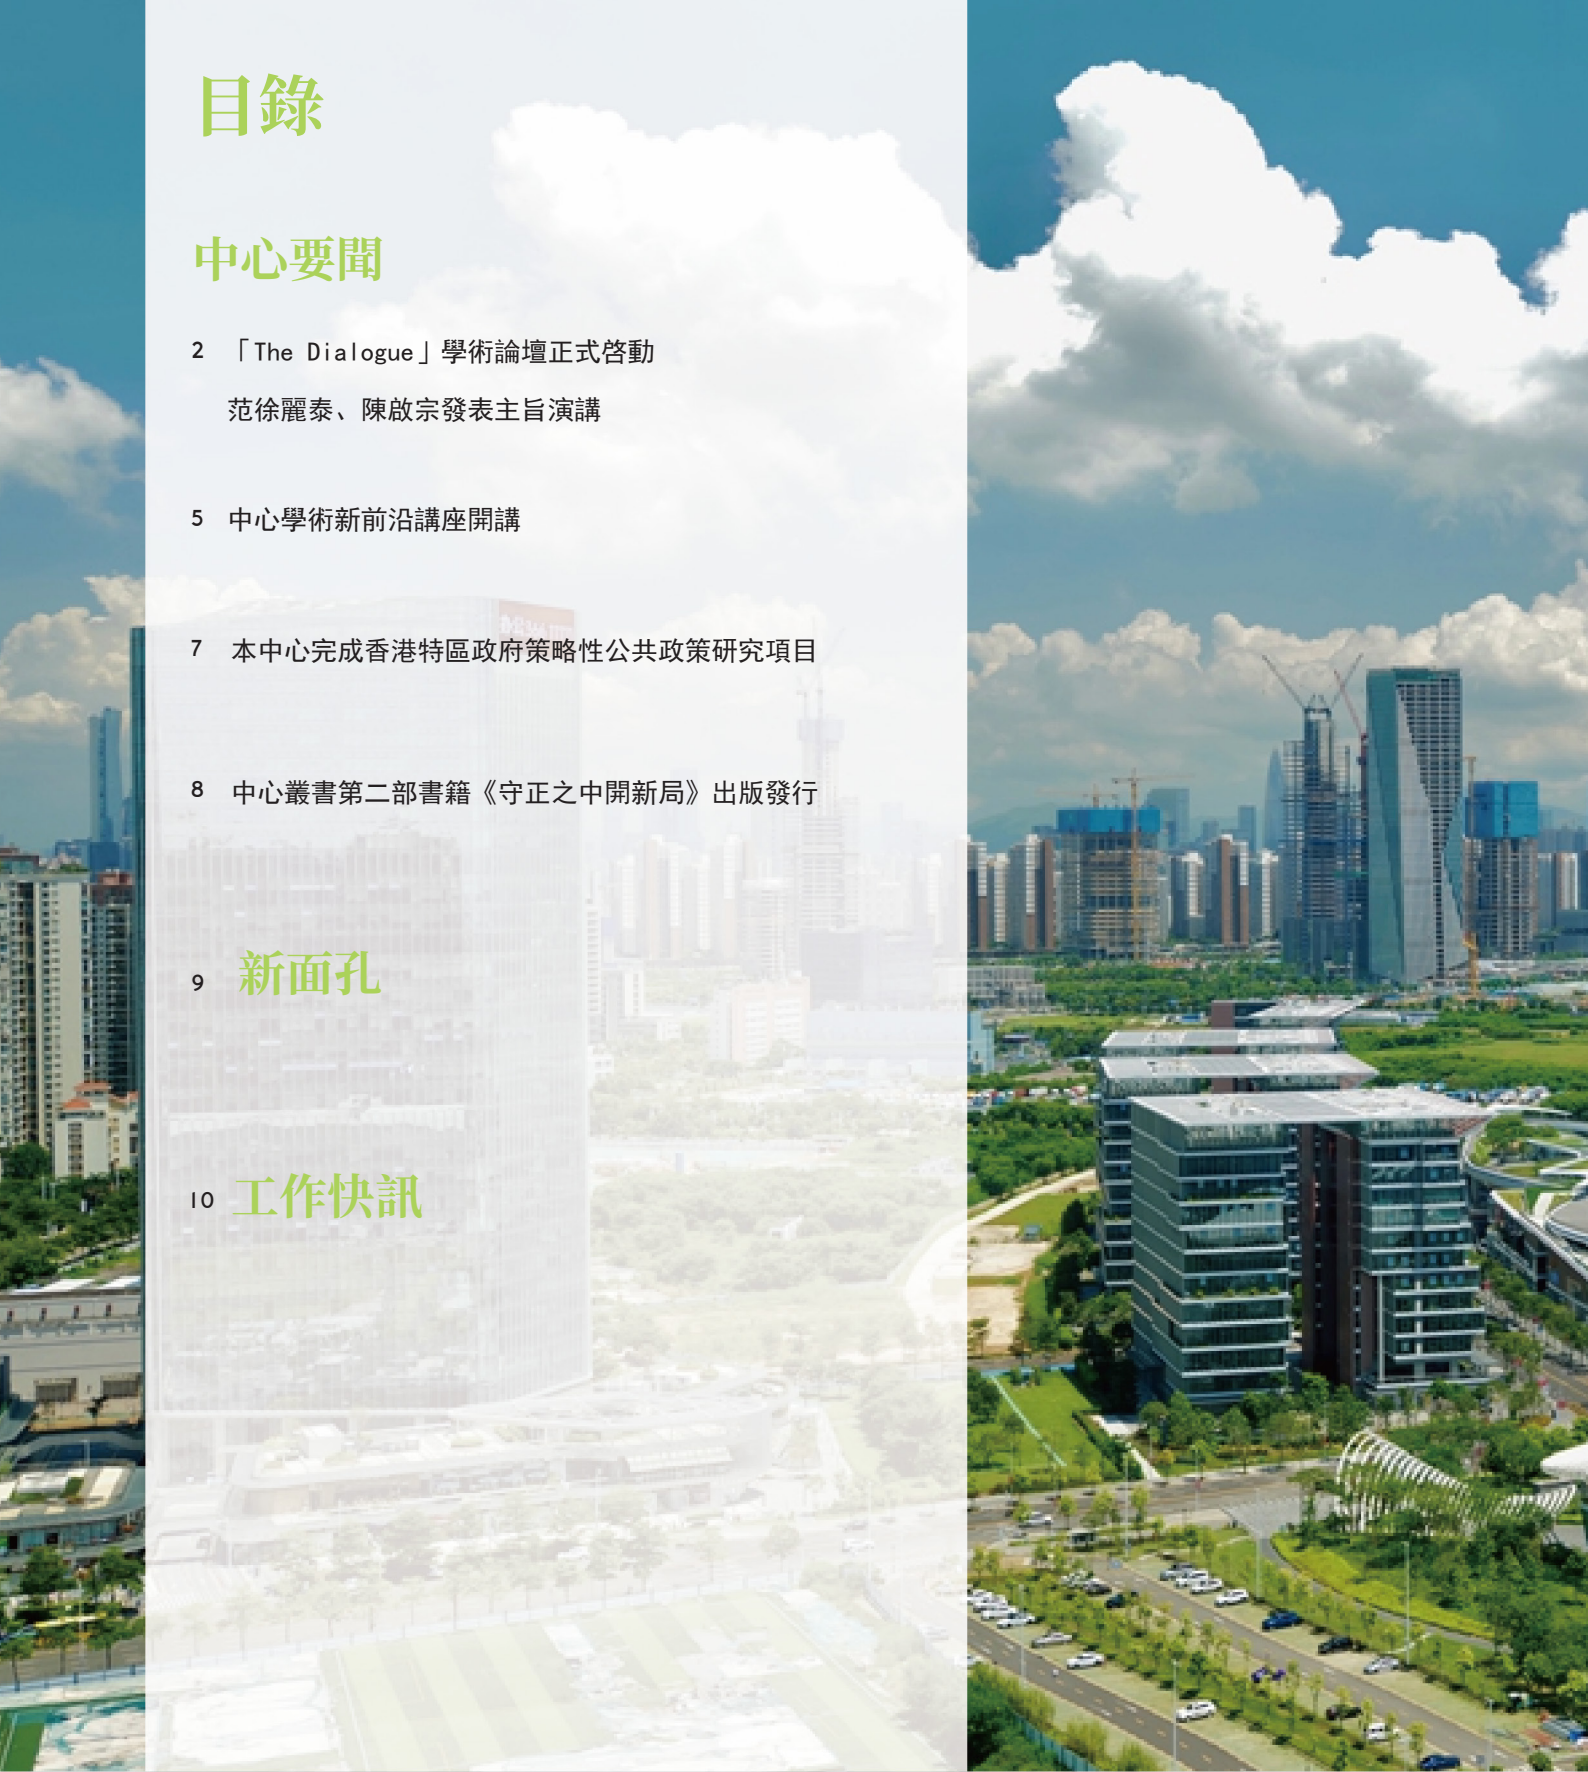 目錄
中心要聞
2 「The Dialogue」學術論壇正式啓動
范徐麗泰、陳啟宗發表主旨演講
5 中心學術新前沿講座開講
7 本中心完成香港特區政府策略性公共政策研究項目
8 中心叢書第二部書籍《守正之中開新局》出版發行
9 新面孔
10 工作快訊